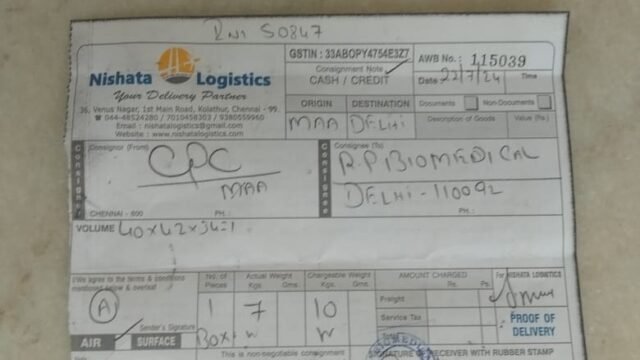 RNI S0847
Nishata Logistics
Your Delivery Partner
36, Venus Nagar, 1st Main Road, Kolathur, Chennai - 99.
☎ 044-48524280 / 7010458303 / 9380559960
Email : nishatalogistics@gmail.com
Website : www.nishatalogistics.com
GSTIN : 33ABOPY4754E3Z7
Consignment Note
CASH / CREDIT
AWB No. : 115039
Date 22/7/24 Time
ORIGIN DESTINATION Documents Non-Documents
MAA DELHI Description of Goods Value (Rs.)
Consignor
Consignor (From)
CPC
MAA
CHENNAI - 600 PH. :
Consignee
Consignee (To)
R.P BIOMEDICAL
DELHI - 110092
PH. :
VOLUME 40x42x34=1
I/We agree to the terms & conditions
mentioned below & overleaf
A
Sender's Signature
AIR SURFACE
No. of Pieces Actual Weight Kgs. Gms. Chargeable Weight Kgs. Gms.
1 7 10
BOX
AMOUNT CHARGED Rs. Ps.
Freight
Service Tax
For NISHATA LOGISTICS
PROOF OF
DELIVERY
This is non-negotiable consignment
SIGNATURE OF RECEIVER WITH RUBBER STAMP